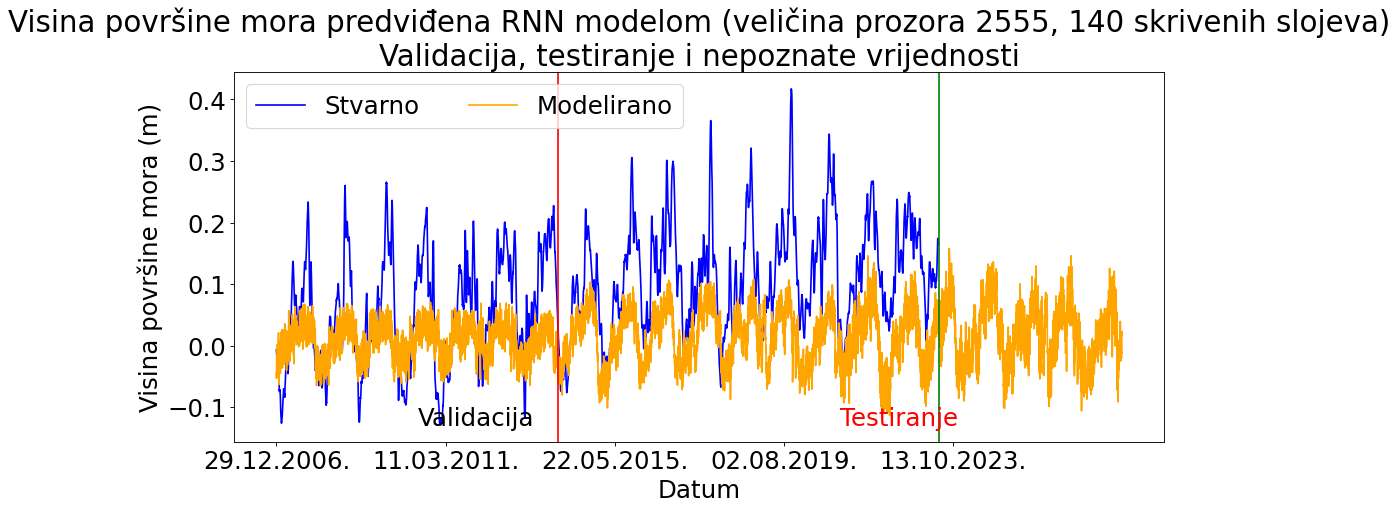 Visina površine mora predviđena RNN modelom (veličina prozora 2555, 140 skrivenih slojeva)
Validacija, testiranje i nepoznate vrijednosti
Stvarno Modelirano
Visina površine mora (m)
0.4
0.3
0.2
0.1
0.0
−0.1
Validacija Testiranje
29.12.2006. 11.03.2011. 22.05.2015. 02.08.2019. 13.10.2023.
Datum